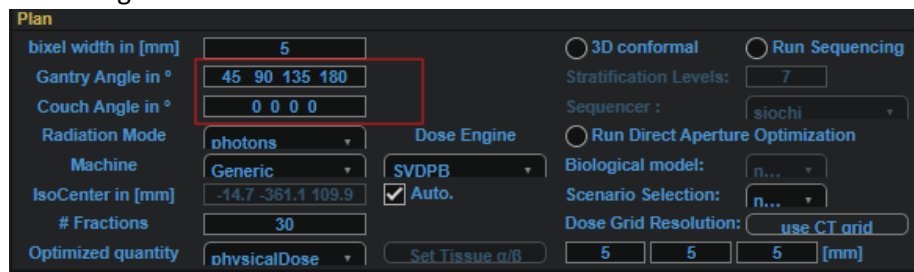 Plan
bixel width in [mm] 5 3D conformal Run Sequencing
Gantry Angle in º 45 90 135 180 Stratification Levels: 7
Couch Angle in º 0 0 0 0 Sequencer : siochi
Radiation Mode photons Dose Engine Run Direct Aperture Optimization
Machine Generic SVDPB Biological model: n...
IsoCenter in [mm] -14.7 -361.1 109.9 Auto. Scenario Selection: n...
# Fractions 30 Dose Grid Resolution: use CT grid
Optimized quantity physicalDose Set Tissue α/β 5 5 5 [mm]